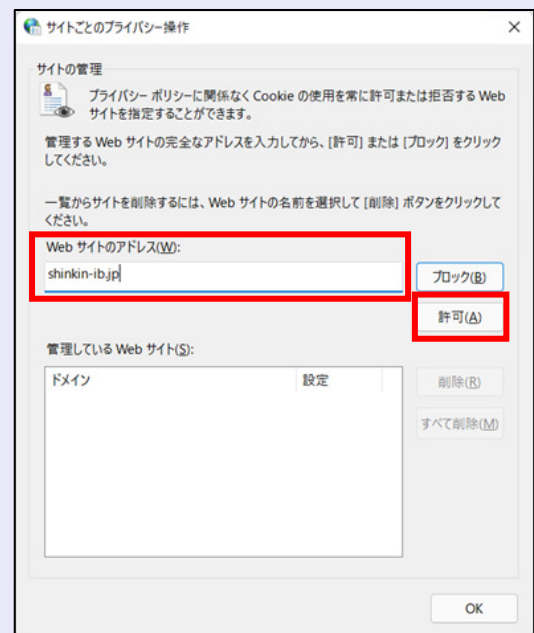 サイトごとのプライバシー操作
サイトの管理
プライバシー ポリシーに関係なく Cookie の使用を常に許可または拒否する Web
サイトを指定することができます。
管理する Web サイトの完全なアドレスを入力してから、[許可] または [ブロック] をクリック
してください。
一覧からサイトを削除するには、Web サイトの名前を選択して [削除] ボタンをクリックして
ください。
Web サイトのアドレス(W):
shinkin-ib.jp
ブロック(B)
許可(A)
管理している Web サイト(S):
ドメイン 設定
削除(R)
すべて削除(M)
OK